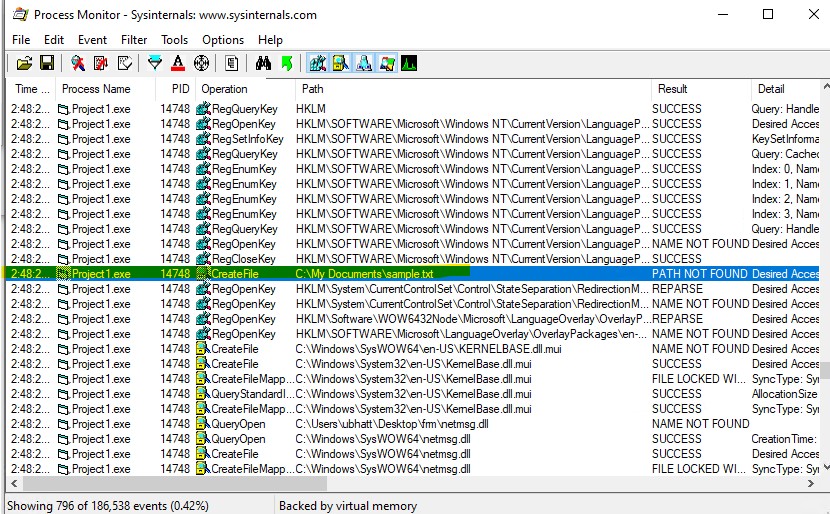 Process Monitor - Sysinternals: www.sysinternals.com
File Edit Event Filter Tools Options Help
Time ... Process Name PID Operation Path Result Detail
2:48:2... Project1.exe 14748 RegQueryKey HKLM SUCCESS Query: Handle
2:48:2... Project1.exe 14748 RegOpenKey HKLM\SOFTWARE\Microsoft\Windows NT\CurrentVersion\LanguageP... SUCCESS Desired Acces
2:48:2... Project1.exe 14748 RegSetInfoKey HKLM\SOFTWARE\Microsoft\Windows NT\CurrentVersion\LanguageP... SUCCESS KeySetInforma
2:48:2... Project1.exe 14748 RegQueryKey HKLM\SOFTWARE\Microsoft\Windows NT\CurrentVersion\LanguageP... SUCCESS Query: Cachec
2:48:2... Project1.exe 14748 RegEnumKey HKLM\SOFTWARE\Microsoft\Windows NT\CurrentVersion\LanguageP... SUCCESS Index: 0, Name
2:48:2... Project1.exe 14748 RegEnumKey HKLM\SOFTWARE\Microsoft\Windows NT\CurrentVersion\LanguageP... SUCCESS Index: 1, Name
2:48:2... Project1.exe 14748 RegEnumKey HKLM\SOFTWARE\Microsoft\Windows NT\CurrentVersion\LanguageP... SUCCESS Index: 2, Name
2:48:2... Project1.exe 14748 RegEnumKey HKLM\SOFTWARE\Microsoft\Windows NT\CurrentVersion\LanguageP... SUCCESS Index: 3, Name
2:48:2... Project1.exe 14748 RegQueryKey HKLM\SOFTWARE\Microsoft\Windows NT\CurrentVersion\LanguageP... SUCCESS Query: Handle
2:48:2... Project1.exe 14748 RegOpenKey HKLM\SOFTWARE\Microsoft\Windows NT\CurrentVersion\LanguageP... NAME NOT FOUND Desired Acces
2:48:2... Project1.exe 14748 RegCloseKey HKLM\SOFTWARE\Microsoft\Windows NT\CurrentVersion\LanguageP... SUCCESS
2:48:2... Project1.exe 14748 CreateFile C:\My Documents\sample.txt PATH NOT FOUND Desired Acces
2:48:2... Project1.exe 14748 RegOpenKey HKLM\System\CurrentControlSet\Control\StateSeparation\RedirectionM... REPARSE Desired Acces
2:48:2... Project1.exe 14748 RegOpenKey HKLM\System\CurrentControlSet\Control\StateSeparation\RedirectionM... NAME NOT FOUND Desired Acces
2:48:2... Project1.exe 14748 RegOpenKey HKLM\Software\WOW6432Node\Microsoft\LanguageOverlay\OverlayP... REPARSE Desired Acces
2:48:2... Project1.exe 14748 RegOpenKey HKLM\SOFTWARE\Microsoft\LanguageOverlay\OverlayPackages\en-... NAME NOT FOUND Desired Acces
2:48:2... Project1.exe 14748 CreateFile C:\Windows\SysWOW64\en-US\KERNELBASE.dll.mui NAME NOT FOUND Desired Acces
2:48:2... Project1.exe 14748 CreateFile C:\Windows\System32\en-US\KernelBase.dll.mui SUCCESS Desired Acces
2:48:2... Project1.exe 14748 CreateFileMapp... C:\Windows\System32\en-US\KernelBase.dll.mui FILE LOCKED WI... SyncType: Syr
2:48:2... Project1.exe 14748 QueryStandardI... C:\Windows\System32\en-US\KernelBase.dll.mui SUCCESS AllocationSize
2:48:2... Project1.exe 14748 CreateFileMapp... C:\Windows\System32\en-US\KernelBase.dll.mui SUCCESS SyncType: Syr
2:48:2... Project1.exe 14748 QueryOpen C:\Users\ubhatt\Desktop\fm\netmsg.dll NAME NOT FOUND
2:48:2... Project1.exe 14748 QueryOpen C:\Windows\SysWOW64\netmsg.dll SUCCESS CreationTime:
2:48:2... Project1.exe 14748 CreateFile C:\Windows\SysWOW64\netmsg.dll SUCCESS Desired Acces
2:48:2... Project1.exe 14748 CreateFileMapp... C:\Windows\SysWOW64\netmsg.dll FILE LOCKED WI... SyncType: Syr
Showing 796 of 186,538 events (0.42%) Backed by virtual memory